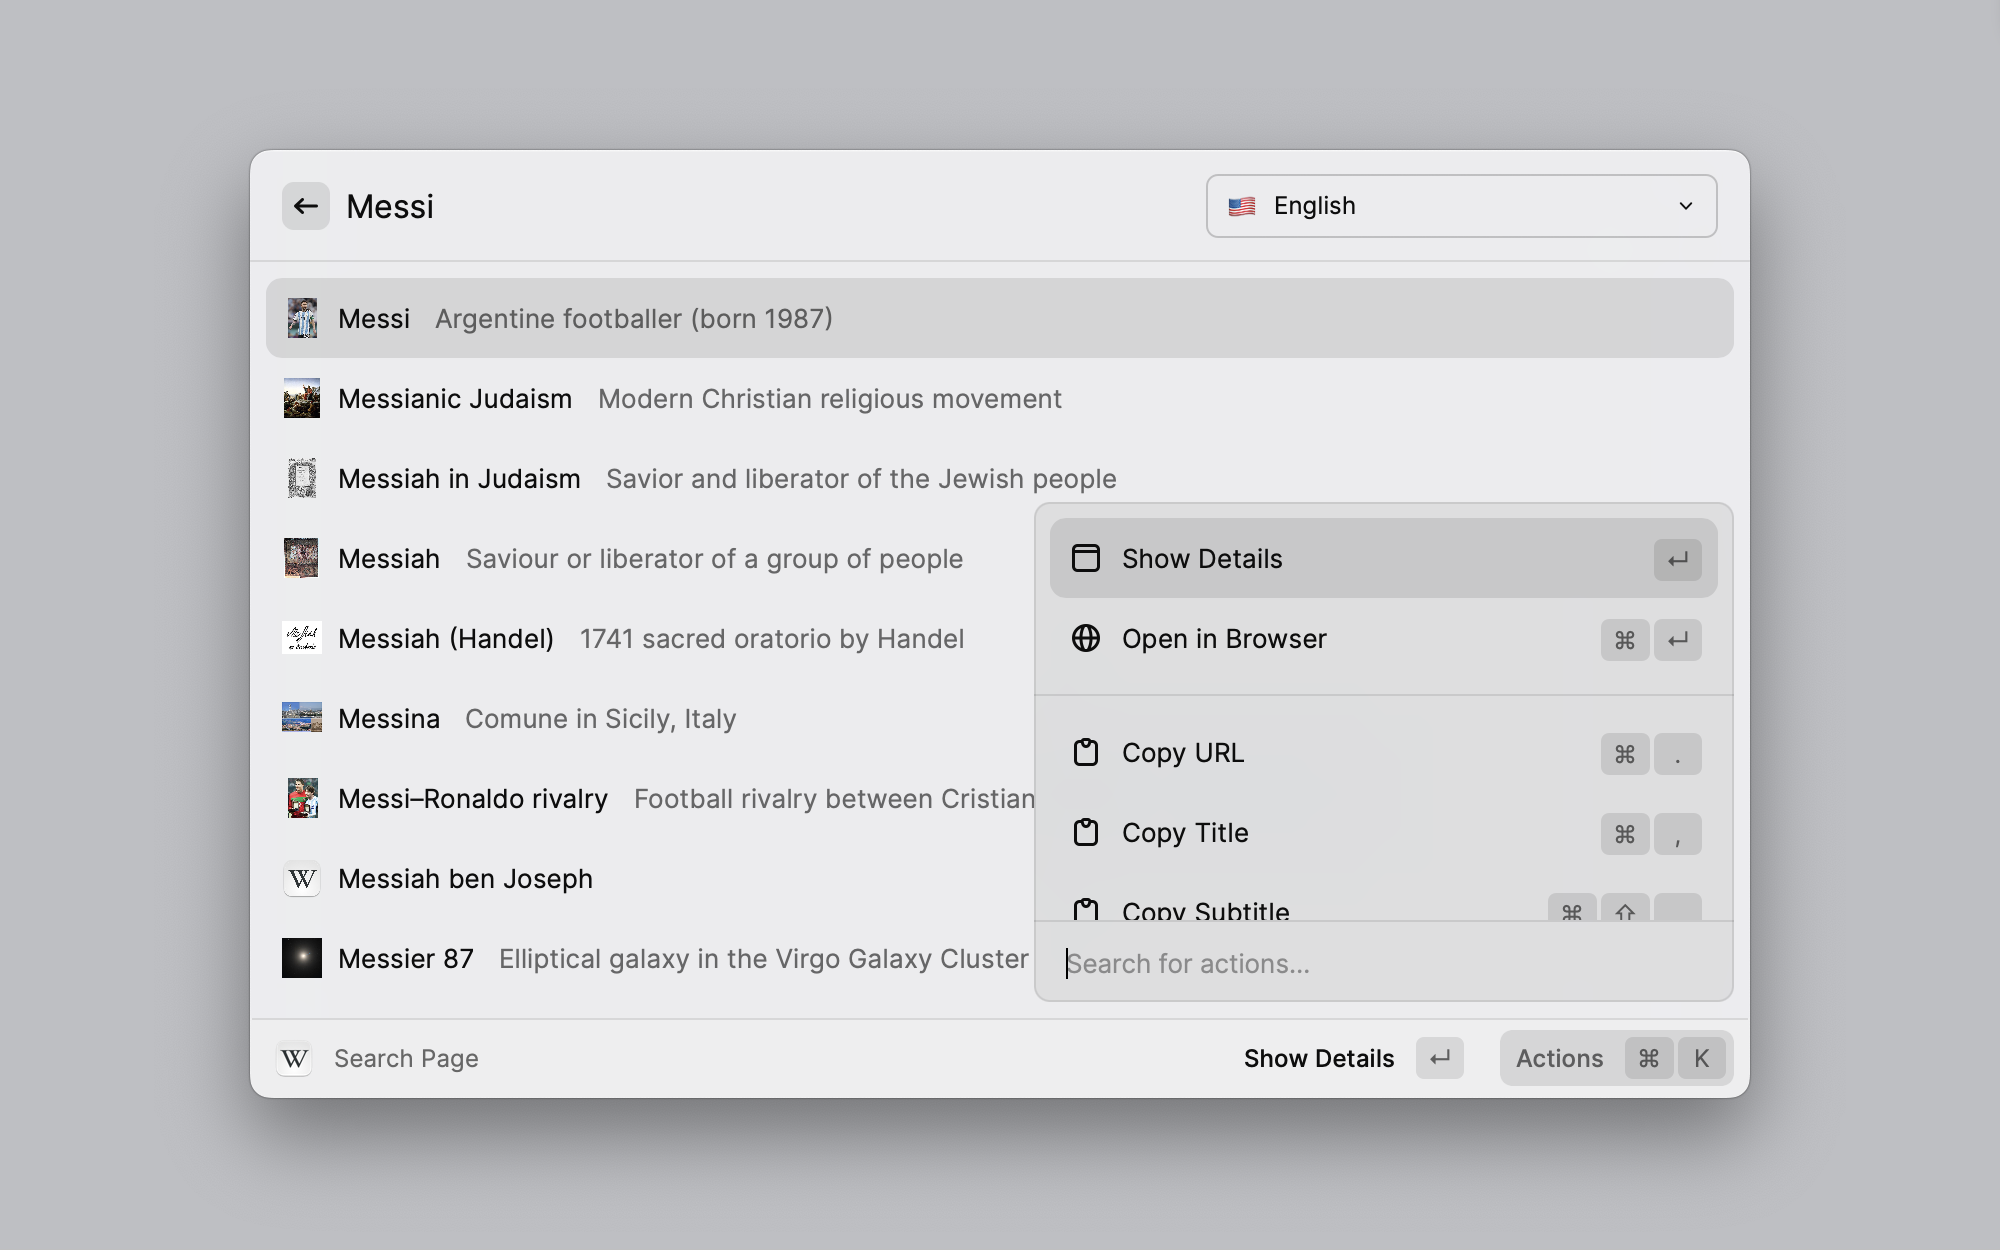 Messi
English
Messi Argentine footballer (born 1987)
Messianic Judaism Modern Christian religious movement
Messiah in Judaism Savior and liberator of the Jewish people
Messiah Saviour or liberator of a group of people
Messiah (Handel) 1741 sacred oratorio by Handel
Messina Comune in Sicily, Italy
Messi–Ronaldo rivalry Football rivalry between Cristian
W Messiah ben Joseph
Messier 87 Elliptical galaxy in the Virgo Galaxy Cluster
Show Details ↵
Open in Browser ⌘ ↵
Copy URL ⌘ .
Copy Title ⌘ ,
Copy Subtitle ⌘ ⇧
Search for actions...
W Search Page
Show Details ↵
Actions ⌘ K